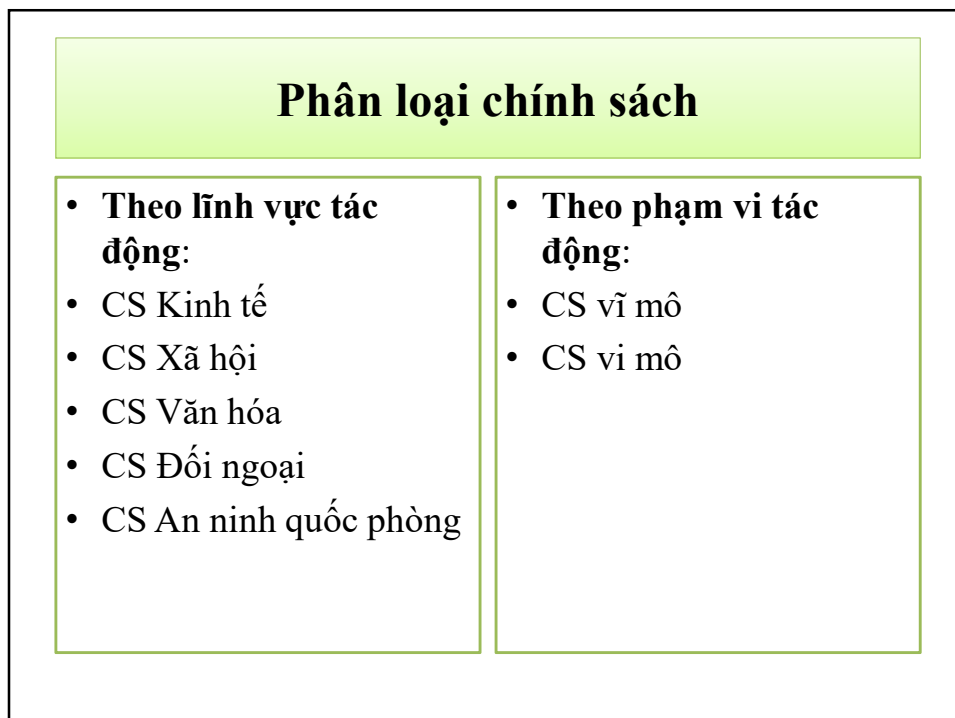 Phân loại chính sách
• Theo lĩnh vực tác
động:
• CS Kinh tế
• CS Xã hội
• CS Văn hóa
• CS Đối ngoại
• CS An ninh quốc phòng
• Theo phạm vi tác
động:
• CS vĩ mô
• CS vi mô